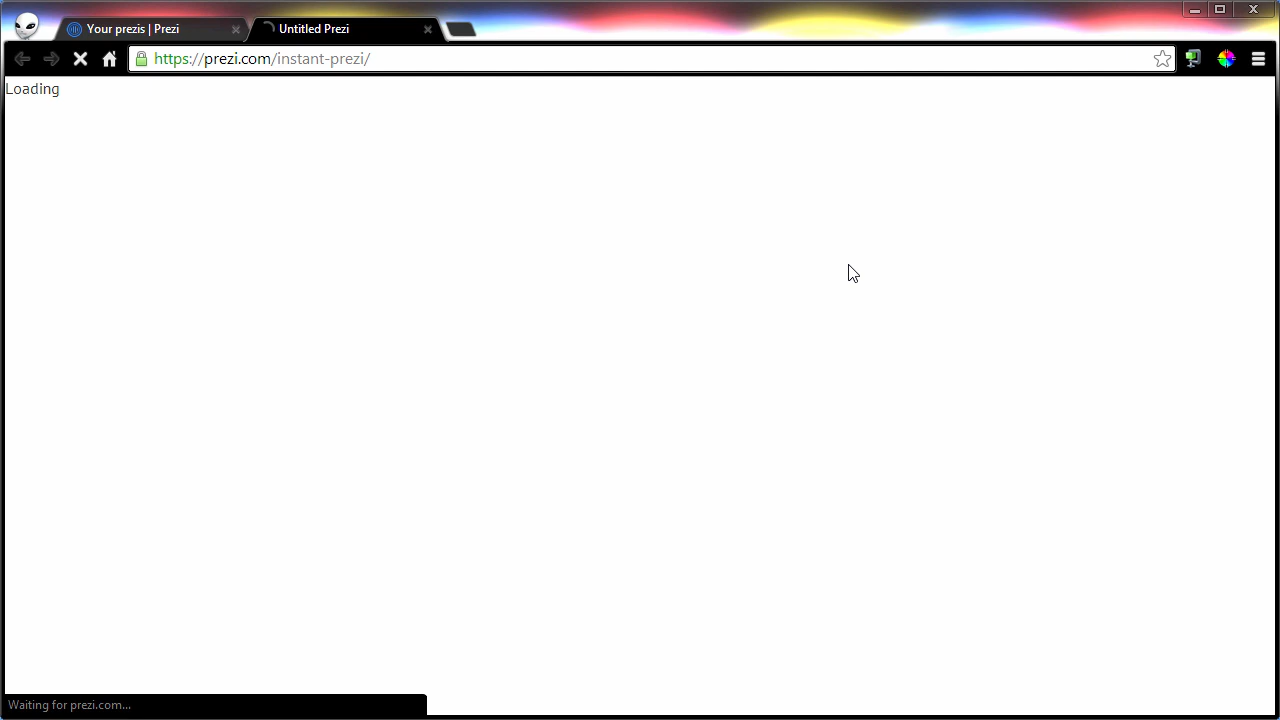 Your prezis | Prezi
Untitled Prezi
https://prezi.com/instant-prezi/
Loading
Waiting for prezi.com...